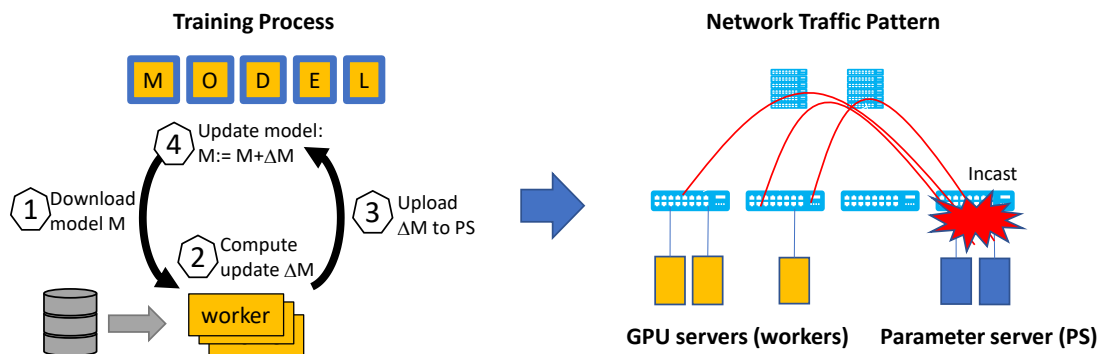 Training Process
M O D E L
4 Update model:
M:= M+ΔM
1 Download
model M
3 Upload
ΔM to PS
2 Compute
update ΔM
worker
Network Traffic Pattern
Incast
GPU servers (workers)
Parameter server (PS)